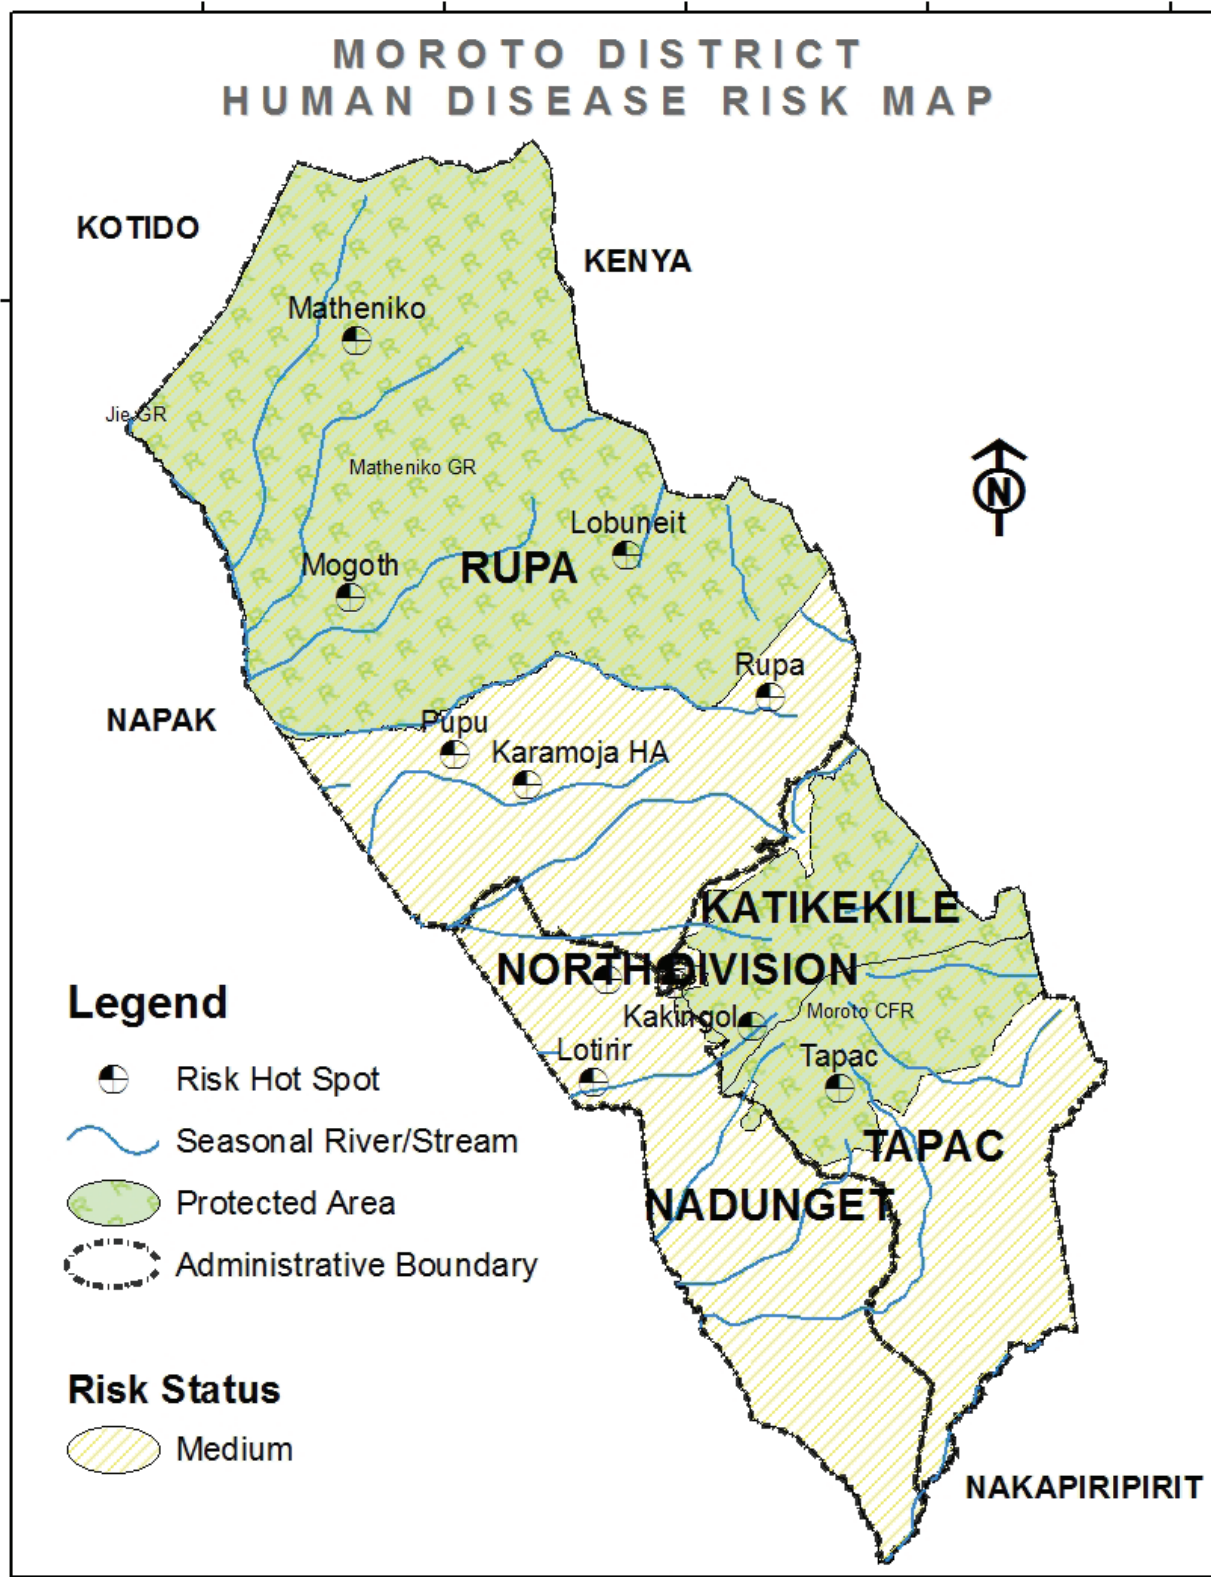 MOROTO DISTRICT
HUMAN DISEASE RISK MAP
KOTIDO
KENYA
Matheniko
Jie GR
Matheniko GR
Lobuneit
Mogoth
RUPA
Rupa
NAPAK
Pupu
Karamoja HA
KATIKEKILE
N
NORTH DIVISION
Kakingol
Moroto CFR
Lotirir
Tapac
TAPAC
NADUNGET
NAKAPIRIPIRIT
Legend
Risk Hot Spot
Seasonal River/Stream
Protected Area
Administrative Boundary
Risk Status
Medium